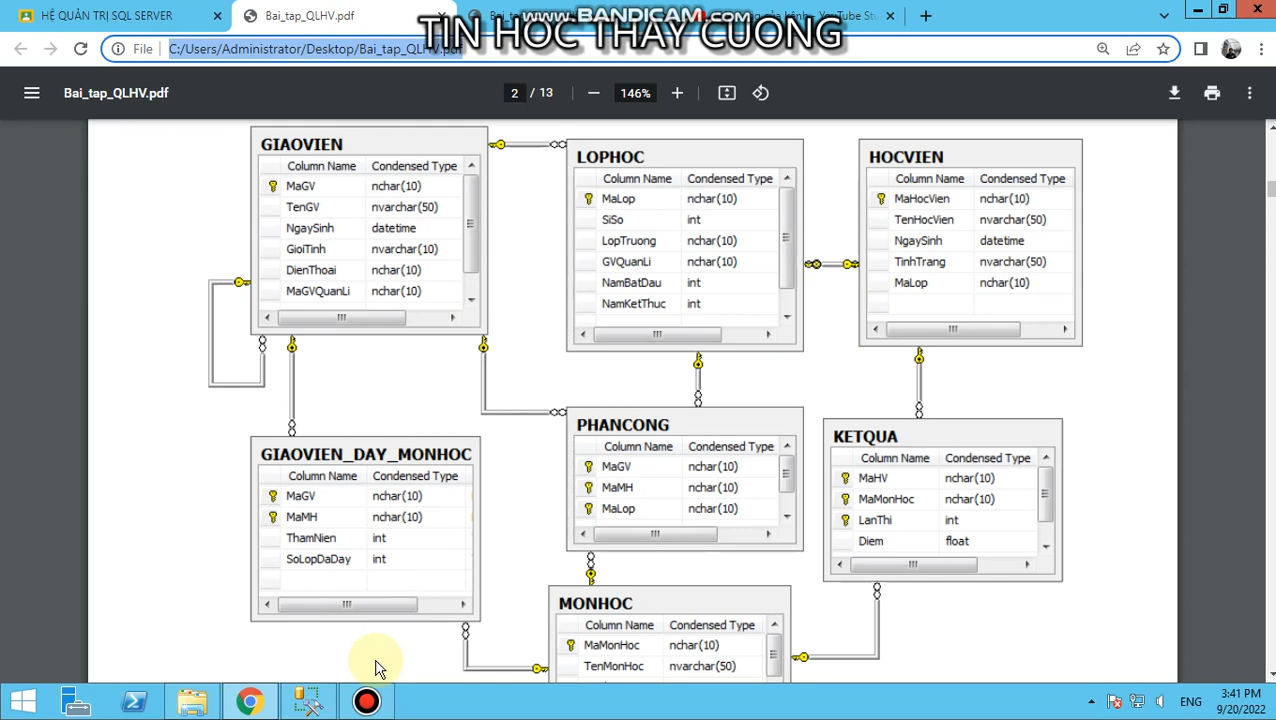 HỆ QUẢN TRỊ SQL SERVER
Bai_tap_QLHV.pdf
www.BANDICAM.com
YouTube St
TIN HOC THAY CUONG
File
C:/Users/Administrator/Desktop/Bai_tap_QLHV.pdf
Bai_tap_QLHV.pdf
2 / 13
146%
GIAOVIEN
Column Name Condensed Type
MaGV nchar(10)
TenGV nvarchar(50)
NgaySinh datetime
GioiTinh nvarchar(10)
DienThoai nchar(10)
MaGVQuanLi nchar(10)
LOPHOC
Column Name Condensed Type
MaLop nchar(10)
SiSo int
LopTruong nchar(10)
GVQuanLi nchar(10)
NamBatDau int
NamKetThuc int
HOCVIEN
Column Name Condensed Type
MaHocVien nchar(10)
TenHocVien nvarchar(50)
NgaySinh datetime
TinhTrang nvarchar(50)
MaLop nchar(10)
GIAOVIEN_DAY_MONHOC
Column Name Condensed Type
MaGV nchar(10)
MaMH nchar(10)
ThamNien int
SoLopDaDay int
PHANCONG
Column Name Condensed Type
MaGV nchar(10)
MaMH nchar(10)
MaLop nchar(10)
KETQUA
Column Name Condensed Type
MaHV nchar(10)
MaMonHoc nchar(10)
LanThi int
Diem float
MONHOC
Column Name Condensed Type
MaMonHoc nchar(10)
TenMonHoc nvarchar(50)
ENG
3:41 PM
9/20/2022